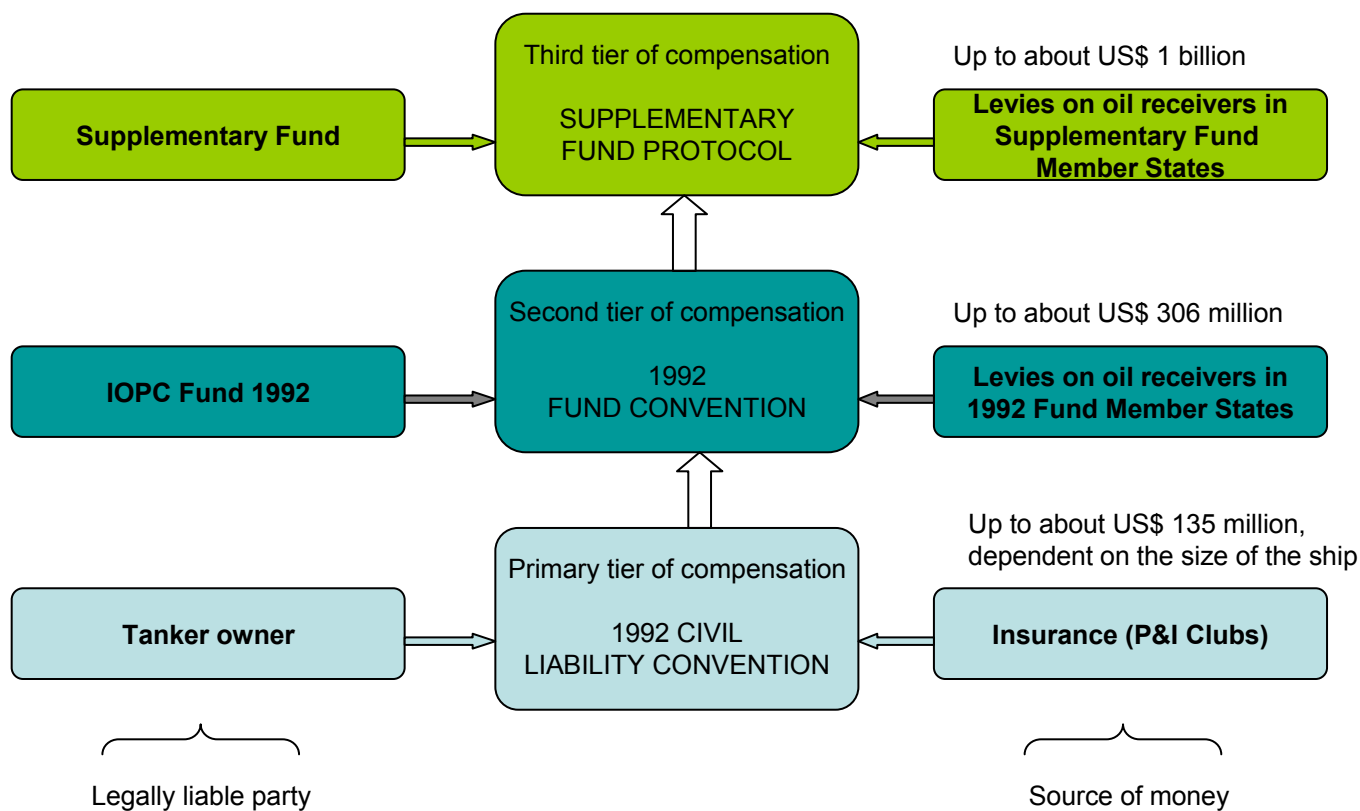 Third tier of compensation
SUPPLEMENTARY
FUND PROTOCOL
Supplementary Fund
Up to about US$ 1 billion
Levies on oil receivers in
Supplementary Fund
Member States
Second tier of compensation
1992
FUND CONVENTION
IOPC Fund 1992
Up to about US$ 306 million
Levies on oil receivers in
1992 Fund Member States
Primary tier of compensation
1992 CIVIL
LIABILITY CONVENTION
Tanker owner
Up to about US$ 135 million,
dependent on the size of the ship
Insurance (P&I Clubs)
Legally liable party
Source of money